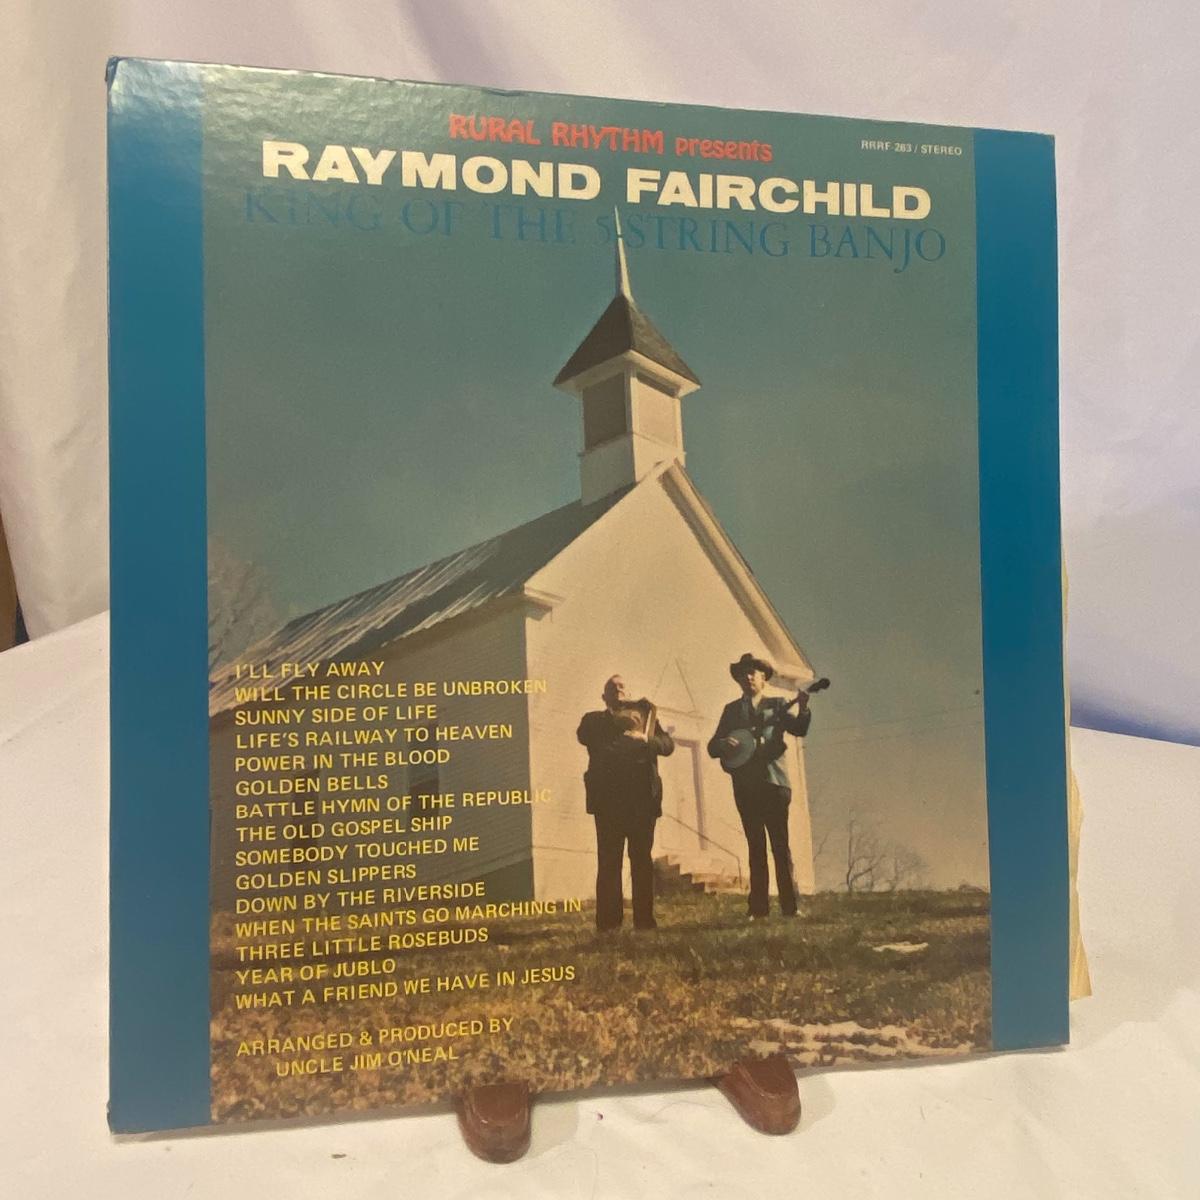 RURAL RHYTHM presents
RRRF 263 / STEREO
RAYMOND FAIRCHILD
KING OF THE 5-STRING BANJO
I'LL FLY AWAY
WILL THE CIRCLE BE UNBROKEN
SUNNY SIDE OF LIFE
LIFE'S RAILWAY TO HEAVEN
POWER IN THE BLOOD
GOLDEN BELLS
BATTLE HYMN OF THE REPUBLIC
THE OLD GOSPEL SHIP
SOMEBODY TOUCHED ME
GOLDEN SLIPPERS
DOWN BY THE RIVERSIDE
WHEN THE SAINTS GO MARCHING IN
THREE LITTLE ROSEBUDS
YEAR OF JUBLO
WHAT A FRIEND WE HAVE IN JESUS
ARRANGED & PRODUCED BY
UNCLE JIM O'NEAL